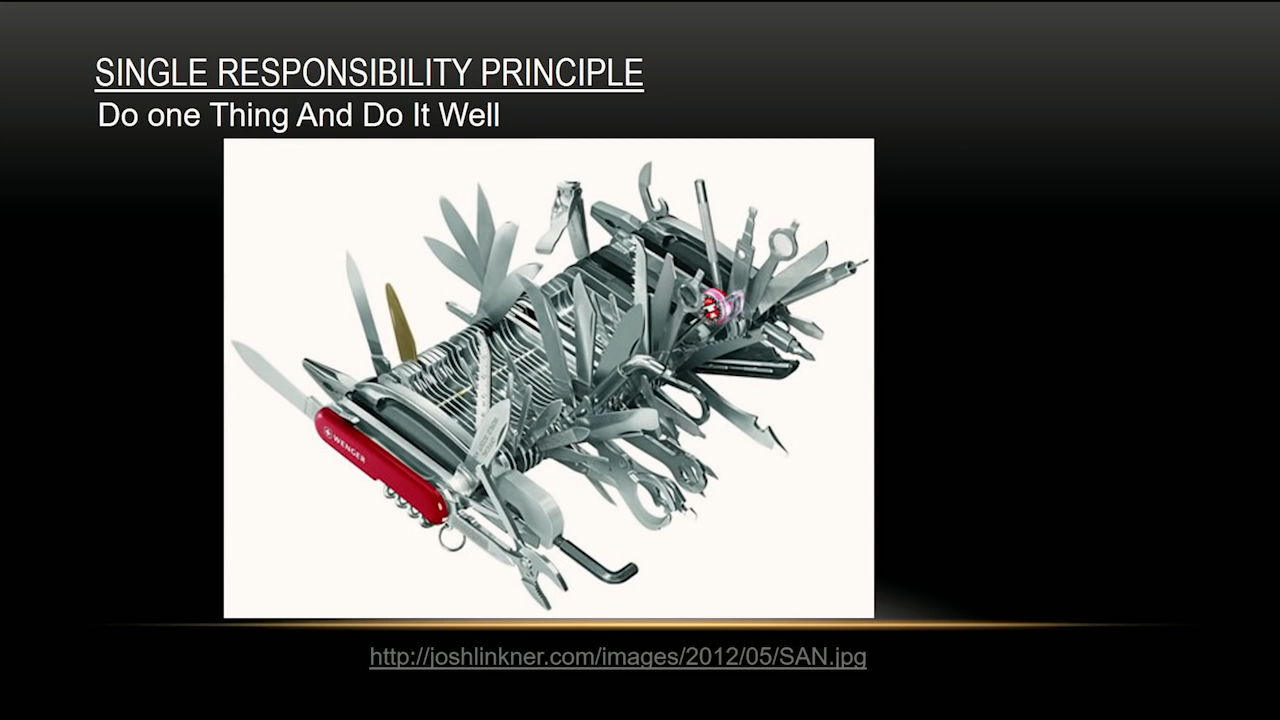 SINGLE RESPONSIBILITY PRINCIPLE
Do one Thing And Do It Well
WENGER
http://joshlinkner.com/images/2012/05/SAN.jpg